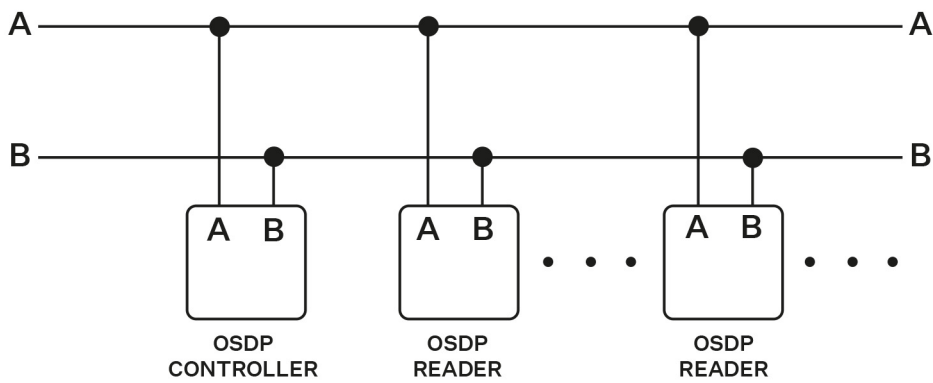 A A
B B
A B A B A B
OSDP OSDP OSDP
CONTROLLER READER READER